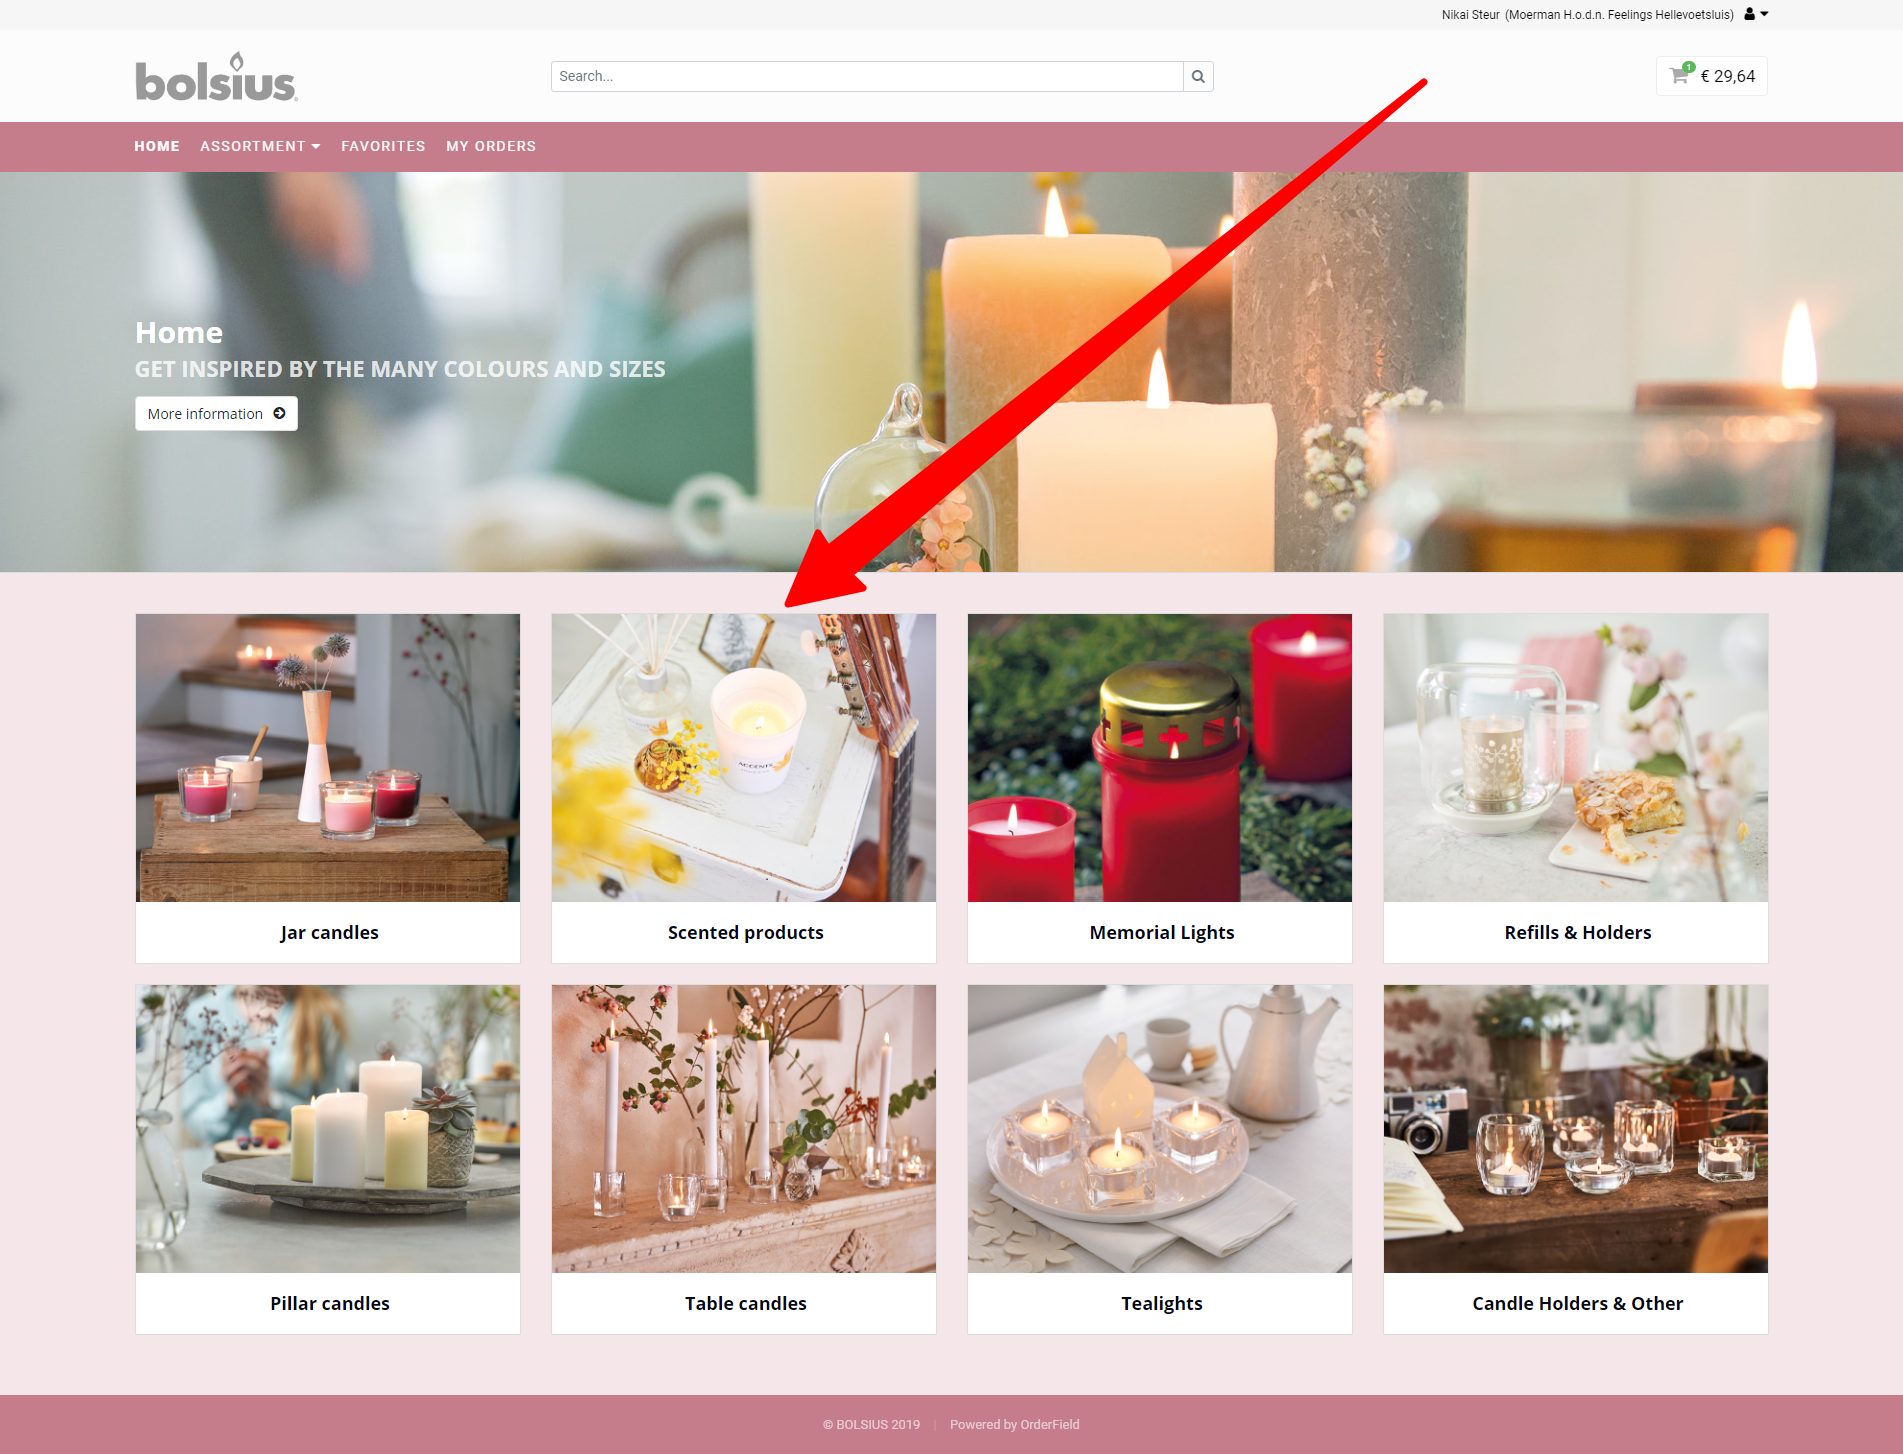 Nikai Steur (Moerman H.o.d.n. Feelings Hellevoetsluis)
bolsius
Search...
1
€ 29,64
HOME ASSORTMENT FAVORITES MY ORDERS
Home
GET INSPIRED BY THE MANY COLOURS AND SIZES
More information
ACCENTS
Jar candles
Scented products
Memorial Lights
Refills & Holders
Pillar candles
Table candles
Tealights
Candle Holders & Other
© BOLSIUS 2019 | Powered by OrderField